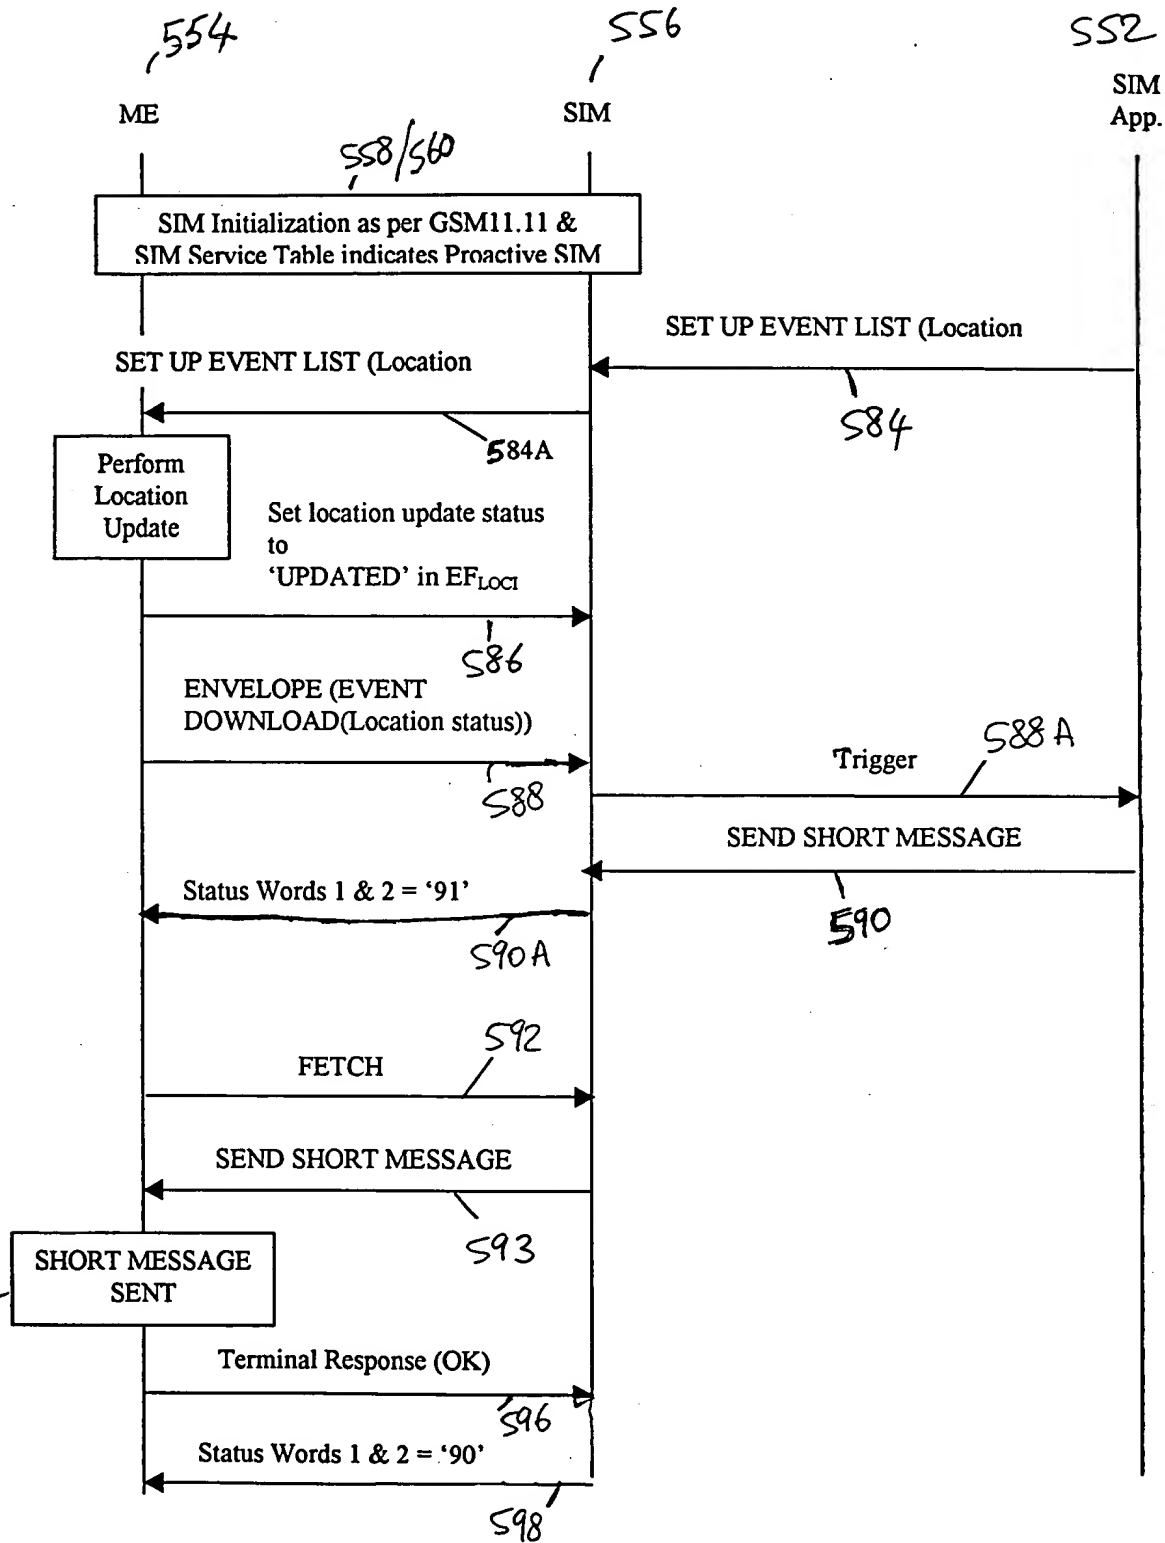 554
556
552
ME
SIM
SIM
App.
558/560
SIM Initialization as per GSM11.11 &
SIM Service Table indicates Proactive SIM
SET UP EVENT LIST (Location
SET UP EVENT LIST (Location
584
584A
Perform
Location
Update
Set location update status
to
‘UPDATED’ in EFLOCI
586
ENVELOPE (EVENT
DOWNLOAD(Location status))
588
Trigger
588A
SEND SHORT MESSAGE
590
Status Words 1 & 2 = ‘91’
590A
592
FETCH
SEND SHORT MESSAGE
593
SHORT MESSAGE
SENT
Terminal Response (OK)
596
Status Words 1 & 2 = ‘90’
598